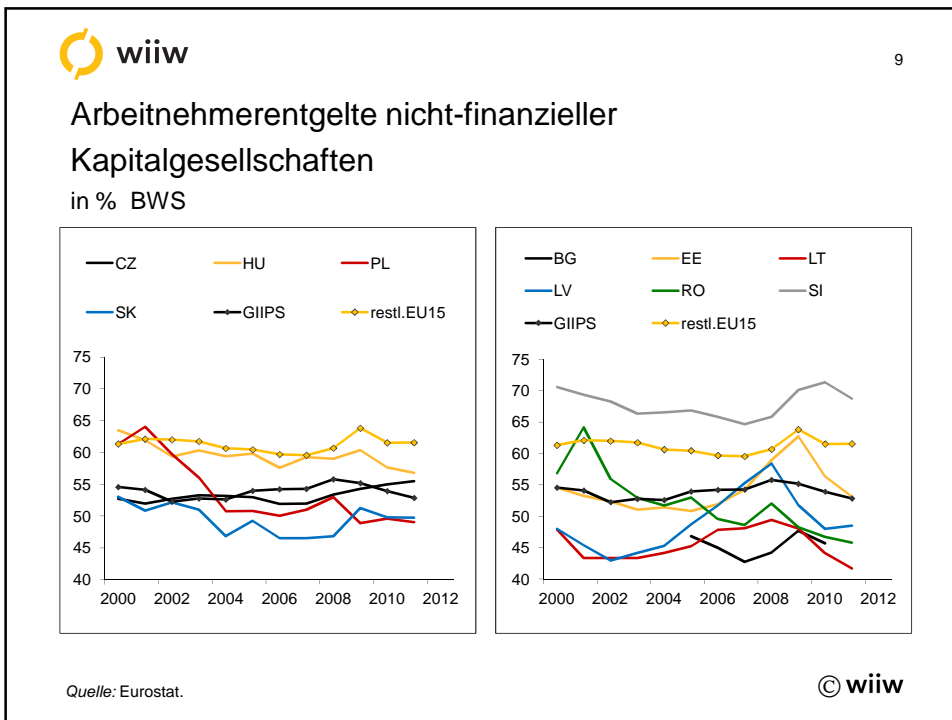 wiiw
9
Arbeitnehmerentgelte nicht-finanzieller
Kapitalgesellschaften
in % BWS
CZ HU PL
SK GIIPS restl.EU15
75
70
65
60
55
50
45
40
2000 2002 2004 2006 2008 2010 2012
BG EE LT
LV RO SI
GIIPS restl.EU15
75
70
65
60
55
50
45
40
2000 2002 2004 2006 2008 2010 2012
Quelle: Eurostat.
© wiiw